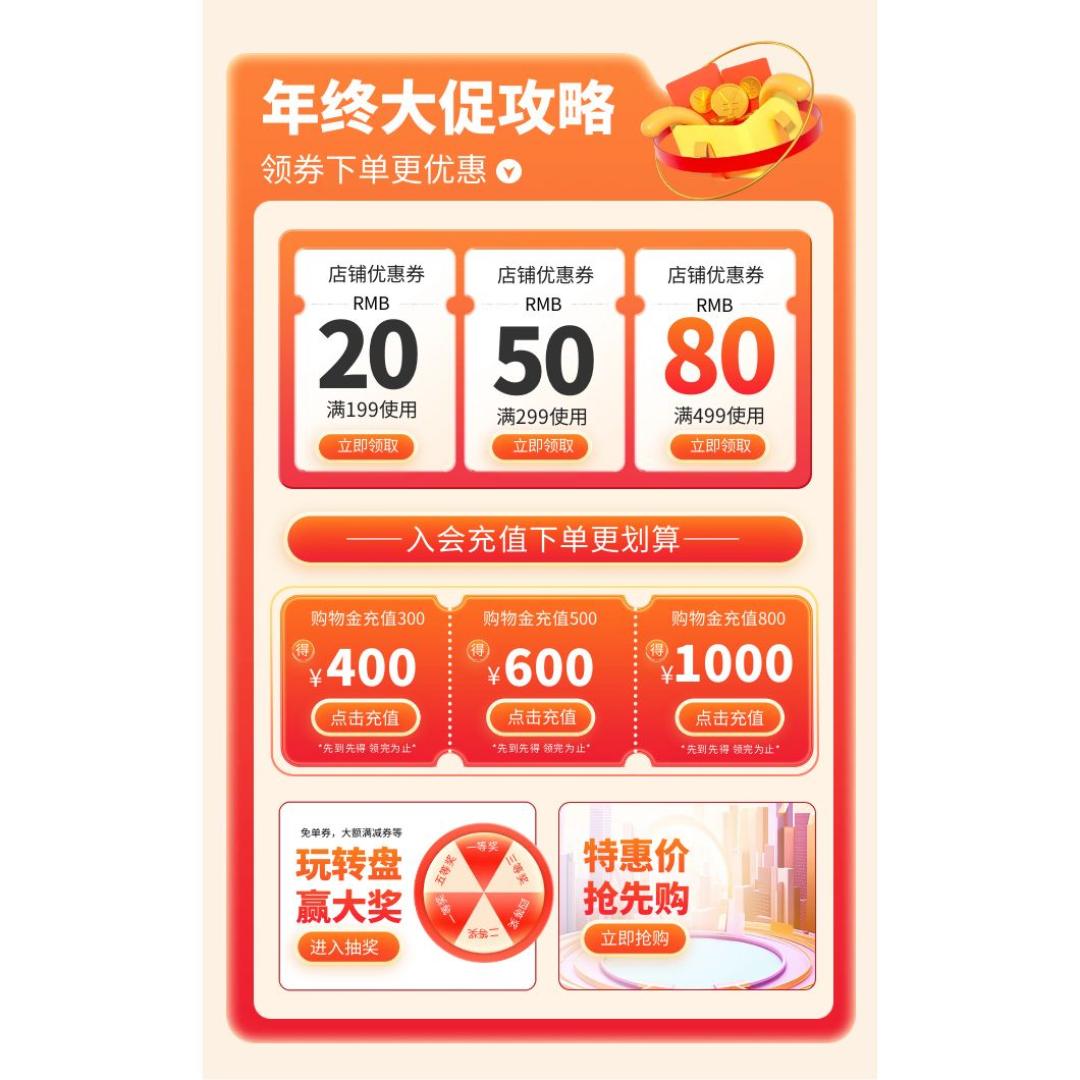 年终大促攻略
领券下单更优惠
店铺优惠券
RMB
20
满199使用
立即领取
店铺优惠券
RMB
50
满299使用
立即领取
店铺优惠券
RMB
80
满499使用
立即领取
入会充值下单更划算
购物金充值300
得
¥400
点击充值
*先到先得 领完为止*
购物金充值500
得
¥600
点击充值
*先到先得 领完为止*
购物金充值800
得
¥1000
点击充值
*先到先得 领完为止*
免单券，大额满减券等
玩转盘
赢大奖
进入抽奖
一等奖
三等奖
四等奖
二等奖
一等奖
五等奖
特惠价
抢先购
立即抢购